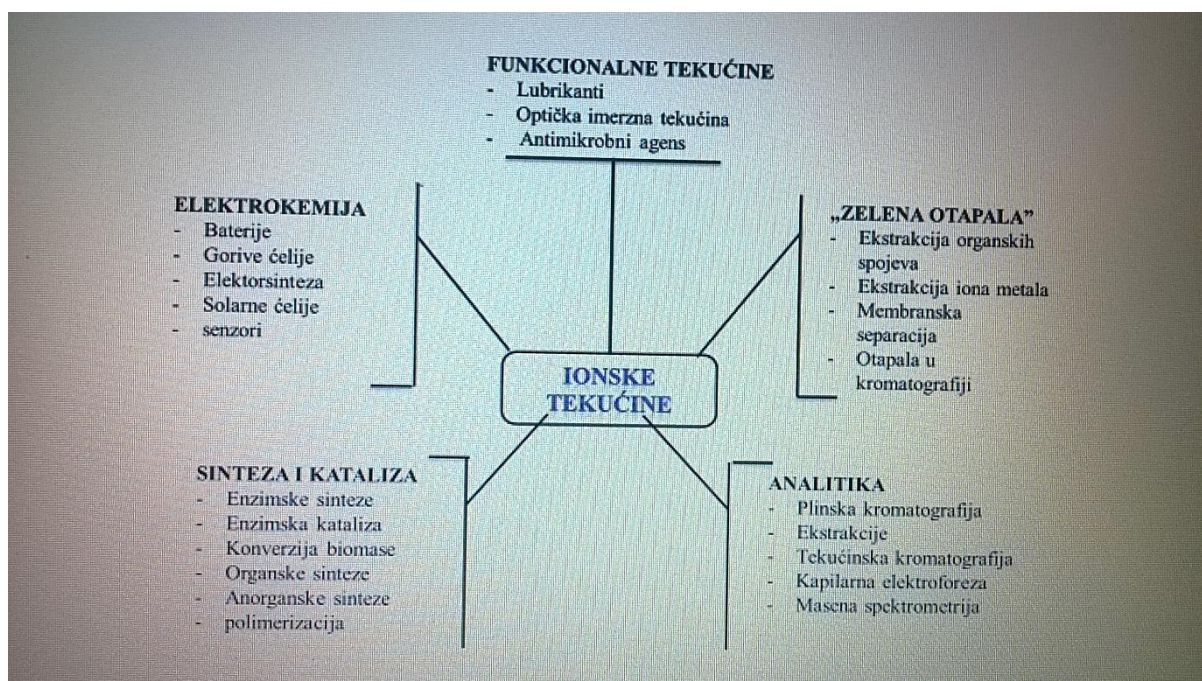 FUNKCIONALNE TEKUĆINE
- Lubrikanti
- Optička imerzna tekućina
- Antimikrobni agens
ELEKTROKEMIJA
- Baterije
- Gorive ćelije
- Elektorsinteza
- Solarne ćelije
- senzori
„ZELENA OTAPALA”
- Ekstrakcija organskih
spojeva
- Ekstrakcija iona metala
- Membranska
separacija
- Otapala u
kromatografiji
IONSKE
TEKUĆINE
SINTEZA I KATALIZA
- Enzimske sinteze
- Enzimska kataliza
- Konverzija biomase
- Organske sinteze
- Anorganske sinteze
- polimerizacija
ANALITIKA
- Plinska kromatografija
- Ekstrakcije
- Tekućinska kromatografija
- Kapilarna elektroforeza
- Masena spektrometrija